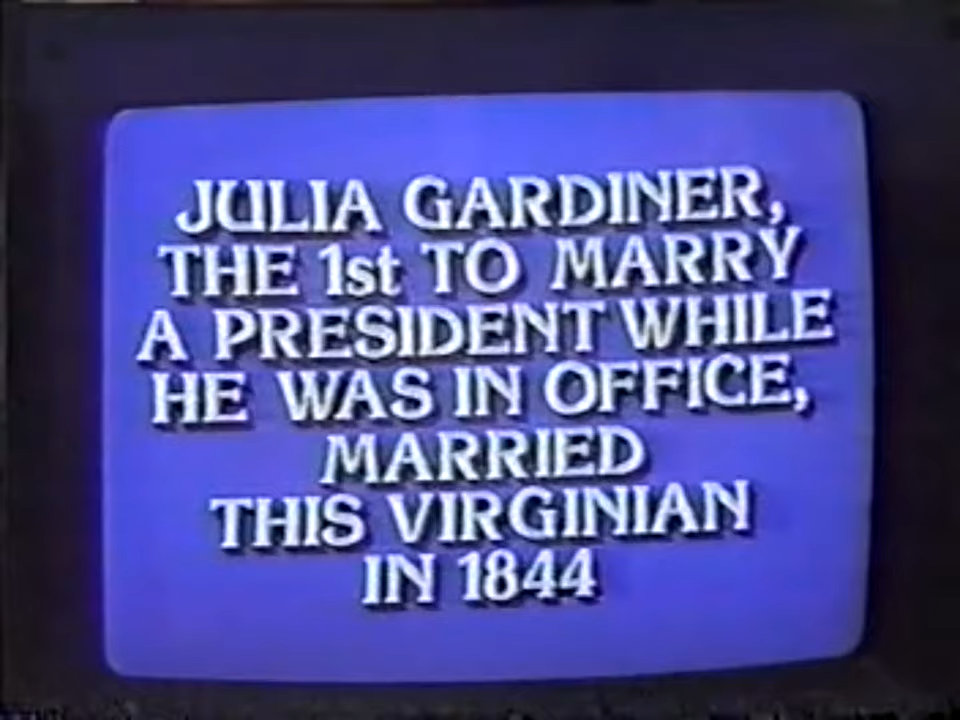 JULIA GARDINER,
THE 1st TO MARRY
A PRESIDENT WHILE
HE WAS IN OFFICE,
MARRIED
THIS VIRGINIAN
IN 1844